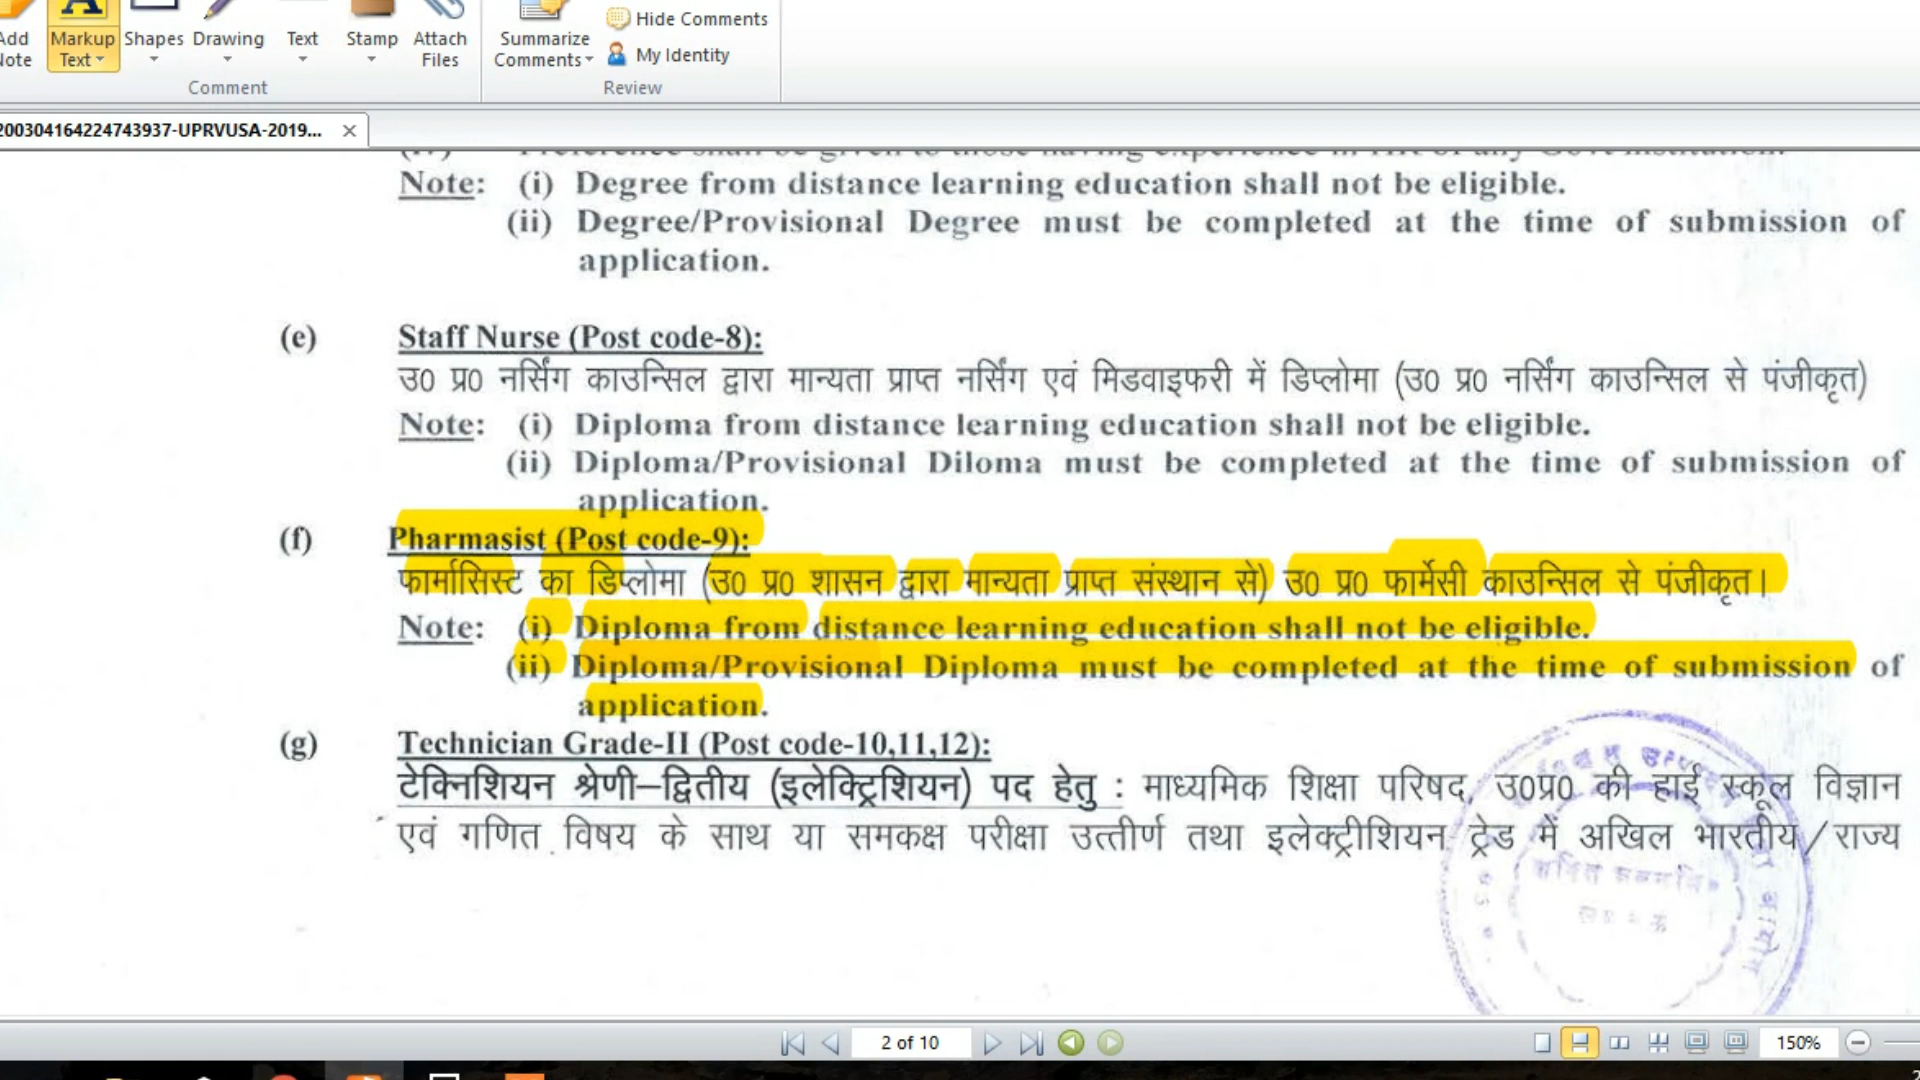 Add Note
Markup Text
Shapes
Drawing
Text
Stamp
Attach Files
Comment
Summarize Comments
Hide Comments
My Identity
Review
200304164224743937-UPRVUSA-2019...
Note: (i) Degree from distance learning education shall not be eligible.
(ii) Degree/Provisional Degree must be completed at the time of submission of
application.
(e) Staff Nurse (Post code-8):
उ0 प्र0 नर्सिंग काउन्सिल द्वारा मान्यता प्राप्त नर्सिंग एवं मिडवाइफरी में डिप्लोमा (उ0 प्र0 नर्सिंग काउन्सिल से पंजीकृत)
Note: (i) Diploma from distance learning education shall not be eligible.
(ii) Diploma/Provisional Diloma must be completed at the time of submission of
application.
(f) Pharmasist (Post code-9):
फार्मासिस्ट का डिप्लोमा (उ0 प्र0 शासन द्वारा मान्यता प्राप्त संस्थान से) उ0 प्र0 फार्मेसी काउन्सिल से पंजीकृत।
Note: (i) Diploma from distance learning education shall not be eligible.
(ii) Diploma/Provisional Diploma must be completed at the time of submission of
application.
(g) Technician Grade-II (Post code-10,11,12):
टेक्निशियन श्रेणी–द्वितीय (इलेक्ट्रिशियन) पद हेतु : माध्यमिक शिक्षा परिषद, उ0प्र0 की हाई स्कूल विज्ञान
एवं गणित विषय के साथ या समकक्ष परीक्षा उत्तीर्ण तथा इलेक्ट्रीशियन ट्रेड में अखिल भारतीय/राज्य
2 of 10
150%